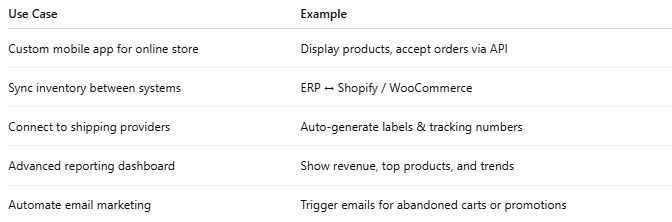 Use Case Example
Custom mobile app for online store Display products, accept orders via API
Sync inventory between systems ERP ↔ Shopify / WooCommerce
Connect to shipping providers Auto-generate labels & tracking numbers
Advanced reporting dashboard Show revenue, top products, and trends
Automate email marketing Trigger emails for abandoned carts or promotions